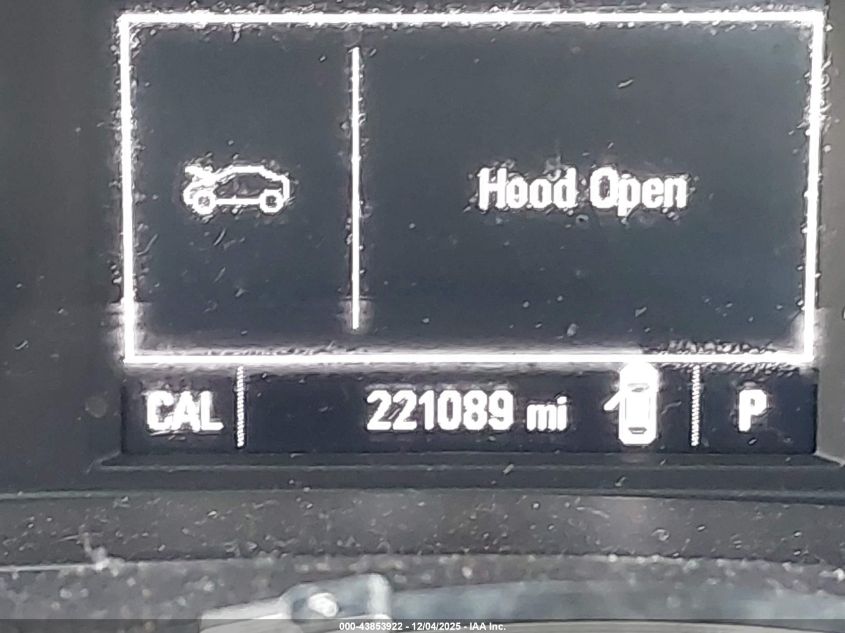 Hood Open
CAL 221089 mi P
000-43853922 - 12/04/2025 - IAA Inc.